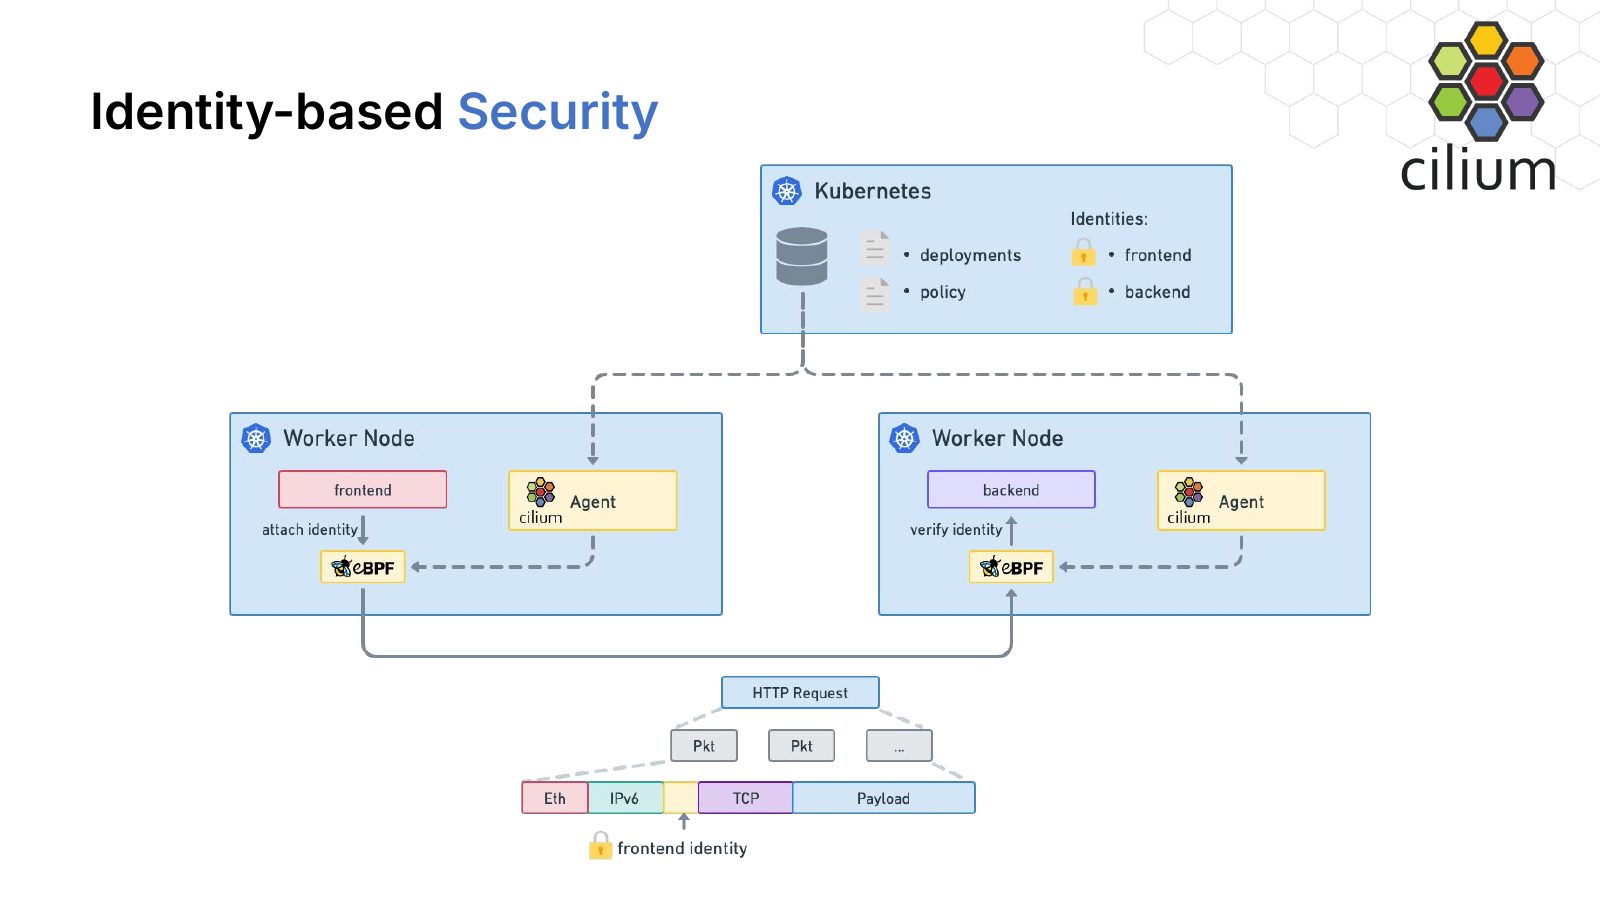 Identity-based Security
cilium
Kubernetes
Identities:
• deployments
• policy
• frontend
• backend
Worker Node
frontend
attach identity
eBPF
cilium
Agent
Worker Node
backend
verify identity
eBPF
cilium
Agent
HTTP Request
Pkt
Pkt
...
Eth
IPv6
TCP
Payload
frontend identity